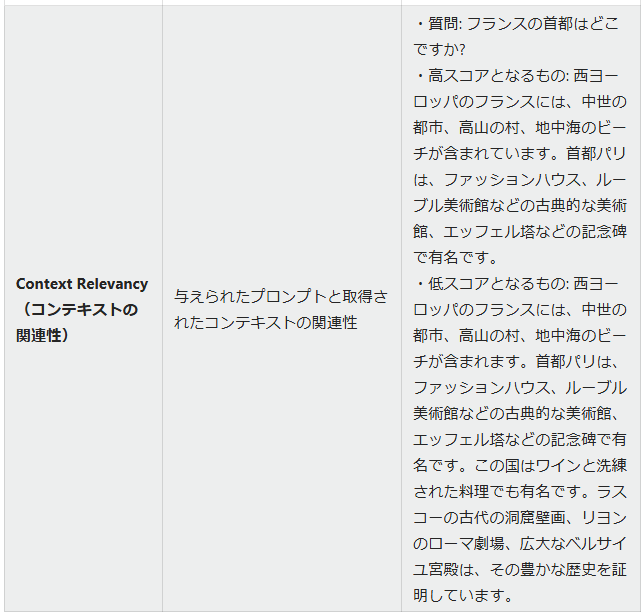 Context Relevancy
（コンテキストの
関連性）
与えられたプロンプトと取得さ
れたコンテキストの関連性
・質問: フランスの首都はどこ
ですか?
・高スコアとなるもの: 西ヨー
ロッパのフランスには、中世の
都市、高山の村、地中海のビー
チが含まれています。首都パリ
は、ファッションハウス、ルー
ブル美術館などの古典的な美術
館、エッフェル塔などの記念碑
で有名です。
・低スコアとなるもの: 西ヨー
ロッパのフランスには、中世の
都市、高山の村、地中海のビー
チが含まれます。首都パリは、
ファッションハウス、ルーブル
美術館などの古典的な美術館、
エッフェル塔などの記念碑で有
名です。この国はワインと洗練
された料理でも有名です。ラス
コーの古代の洞窟壁画、リヨン
のローマ劇場、広大なベルサイ
ユ宮殿は、その豊かな歴史を証
明しています。